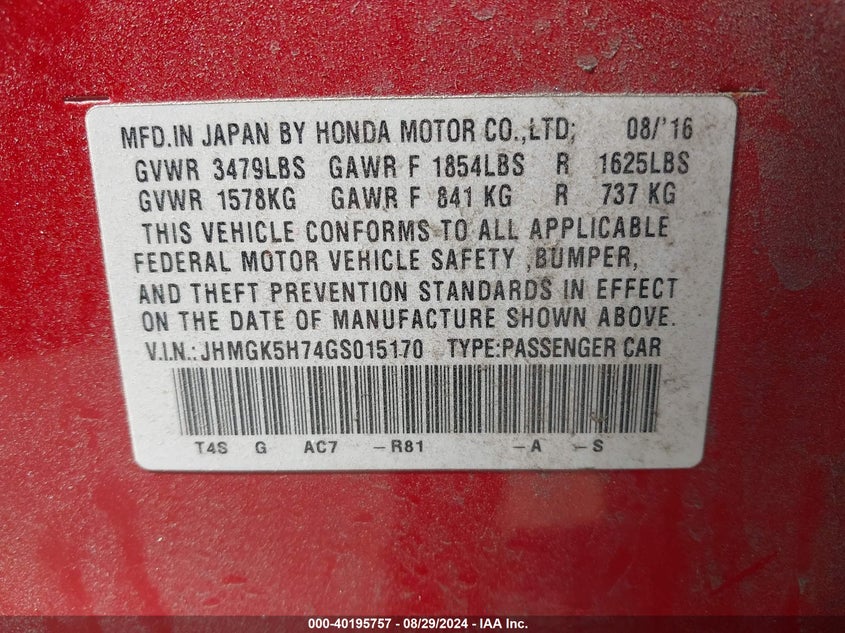 MFD.IN JAPAN BY HONDA MOTOR CO.,LTD; 08/'16
GVWR 3479LBS GAWR F 1854LBS R 1625LBS
GVWR 1578KG GAWR F 841 KG R 737 KG
THIS VEHICLE CONFORMS TO ALL APPLICABLE
FEDERAL MOTOR VEHICLE SAFETY ,BUMPER,
AND THEFT PREVENTION STANDARDS IN EFFECT
ON THE DATE OF MANUFACTURE SHOWN ABOVE.
V.I.N.:JHMGK5H74GS015170 TYPE:PASSENGER CAR
T4S G AC7 –R81 –A –S
000-40195757 - 08/29/2024 - IAA Inc.